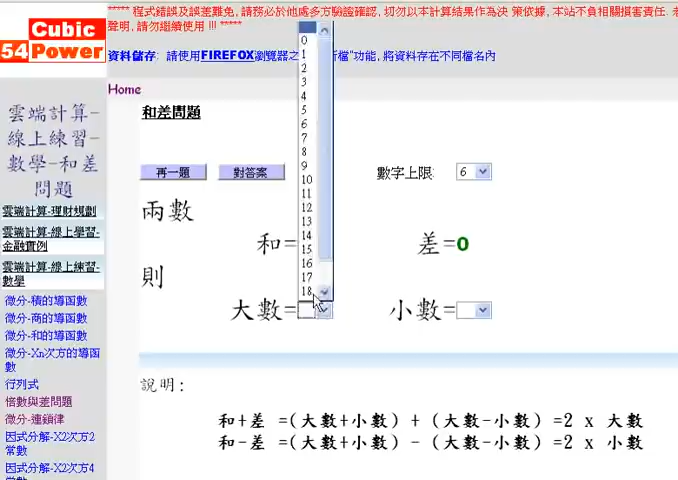 ***** 程式錯誤及誤差難免, 請務必於他處多方驗證確認, 切勿以本計算結果作為決 策依據, 本站不負相關損害責任.
聲明, 請勿繼續使用 !!! *****
Cubic
54 Power
資料儲存: 請使用FIREFOX瀏覽器之 檔"功能, 將資料存在不同檔名內
Home
雲端計算-
線上練習-
數學-和差
問題
和差問題
再一題
對答案
數字上限:
6
兩數
和=
差=0
則
大數=
小數=
0
1
2
3
4
5
6
7
8
9
10
11
12
13
14
15
16
17
18
雲端計算-理財規劃
雲端計算-線上學習-
金融實例
雲端計算-線上練習-
數學
微分-積的導函數
微分-商的導函數
微分-和的導函數
微分-Xn次方的導函
數
行列式
倍數與差問題
微分-連鎖律
因式分解-X2次方2
常數
因式分解-X2次方4
說明:
和+差 =(大數+小數) + (大數-小數) =2 x 大數
和-差 =(大數+小數) - (大數-小數) =2 x 小數